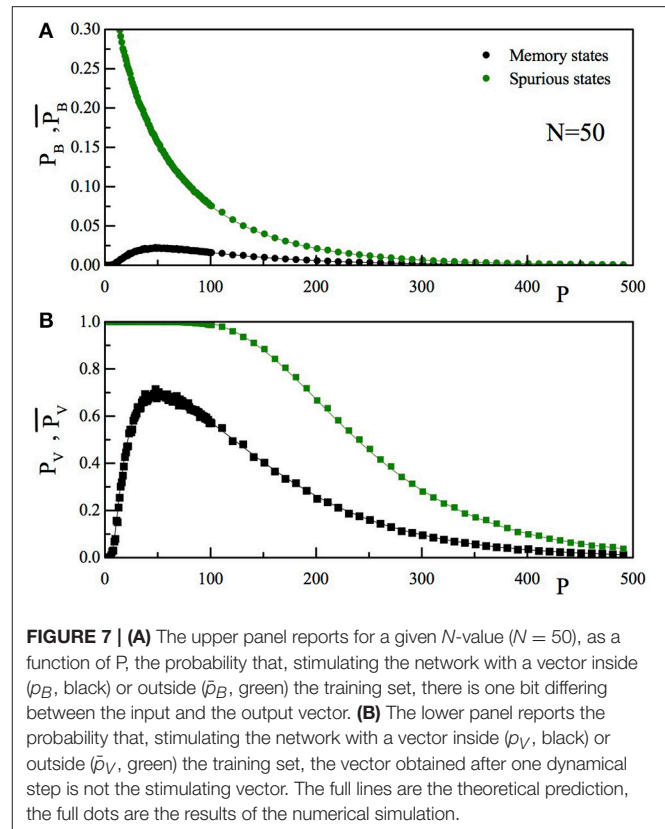 A
0.30
0.25
0.20
0.15
0.10
0.05
0.00
P_B , \overline{P_B}
Memory states
Spurious states
N=50
0 100 200 300 400 500
P
B
1.0
0.8
0.6
0.4
0.2
0.0
P_V , \overline{P_V}
0 100 200 300 400 500
P
FIGURE 7 | (A) The upper panel reports for a given N-value (N = 50), as a
function of P, the probability that, stimulating the network with a vector inside
(p_B, black) or outside (p̄_B, green) the training set, there is one bit differing
between the input and the output vector. (B) The lower panel reports the
probability that, stimulating the network with a vector inside (p_V, black) or
outside (p̄_V, green) the training set, the vector obtained after one dynamical
step is not the stimulating vector. The full lines are the theoretical prediction,
the full dots are the results of the numerical simulation.